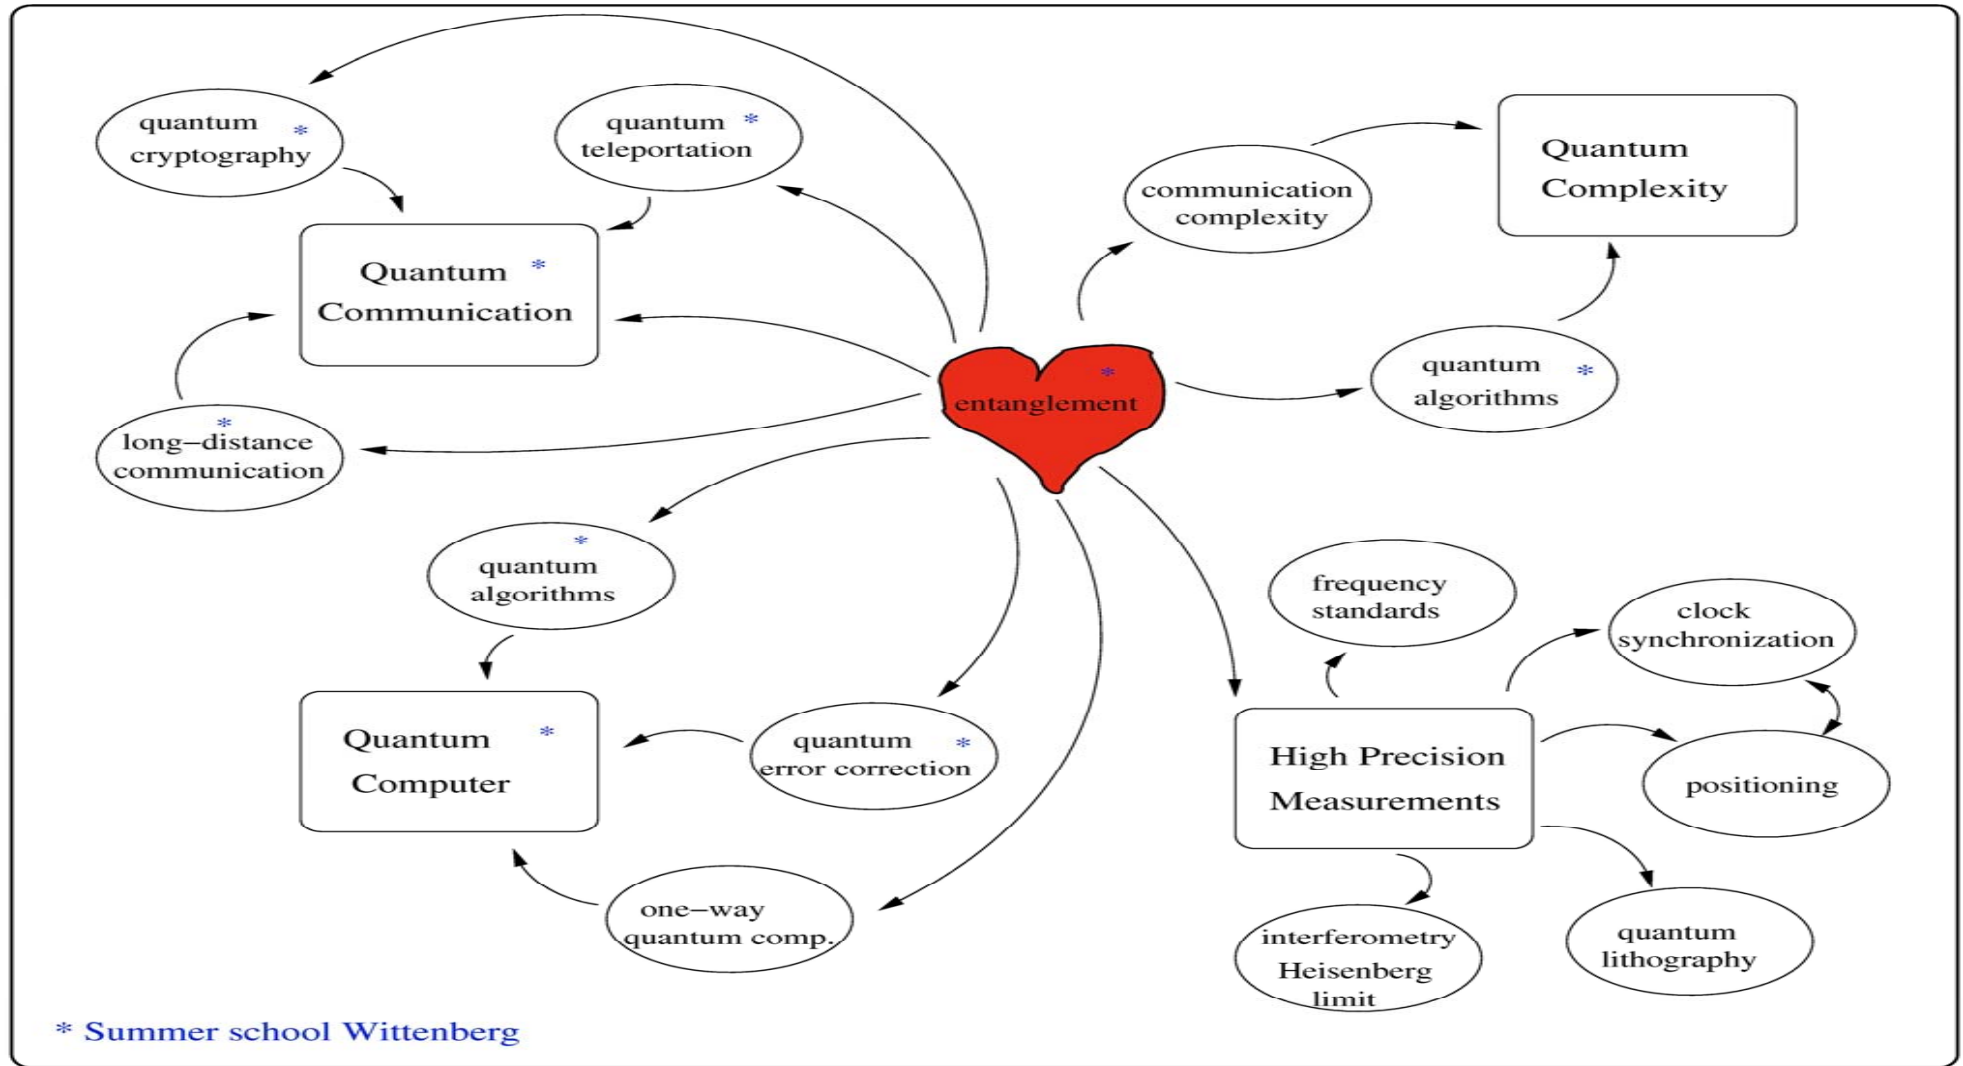 quantum *
cryptography
quantum *
teleportation
communication
complexity
Quantum
Complexity
Quantum *
Communication
*
long-distance
communication
*
entanglement
quantum *
algorithms
*
quantum
algorithms
frequency
standards
clock
synchronization
Quantum *
Computer
quantum *
error correction
High Precision
Measurements
positioning
one-way
quantum comp.
interferometry
Heisenberg
limit
quantum
lithography
* Summer school Wittenberg